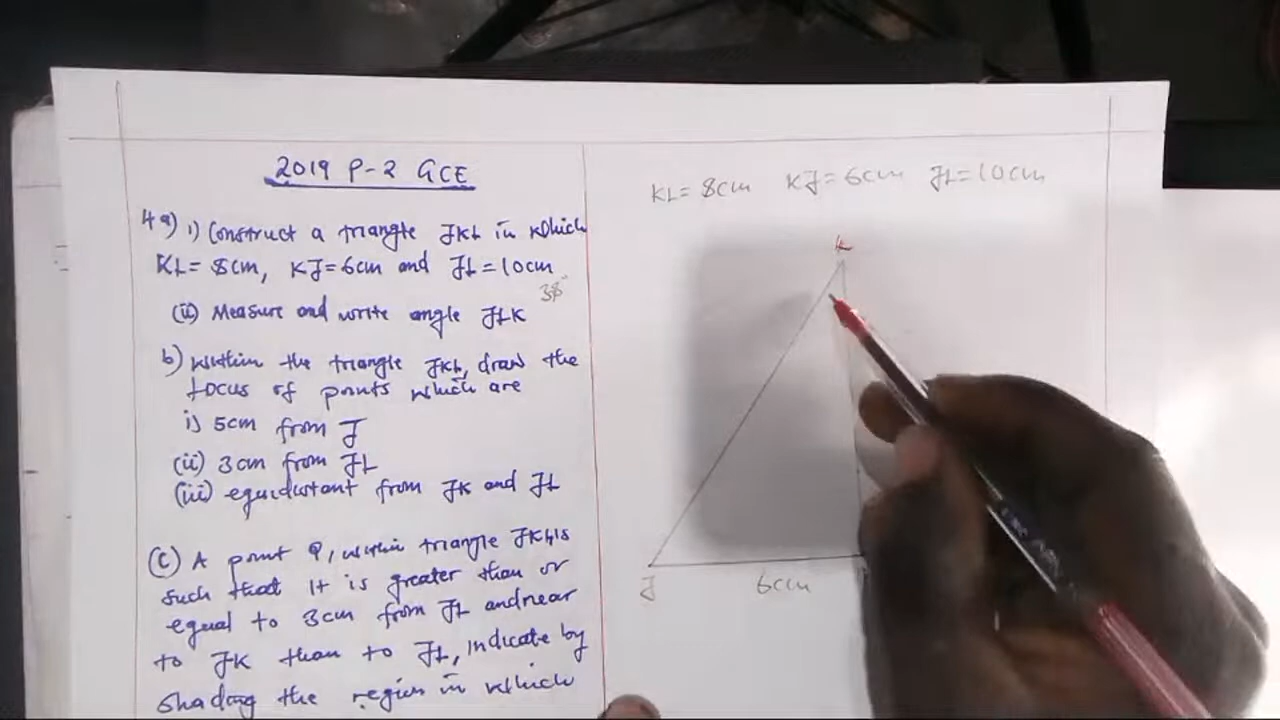 2019 P-2 GCE
4a) i) Construct a triangle JKL in which
KL = 8cm, KJ = 6cm and JL = 10cm
38°
(ii) Measure and write angle JLK
b) Within the triangle JKL, draw the
locus of points which are
i) 5cm from J
(ii) 3cm from JL
(iii) equidistant from JK and JL
(C) A point Q, within triangle JKL is
such that it is greater than or
equal to 3cm from JL and near
to JK than to JL, indicate by
shading the region in which
KL = 8cm KJ = 6cm JL = 10cm
J
6cm